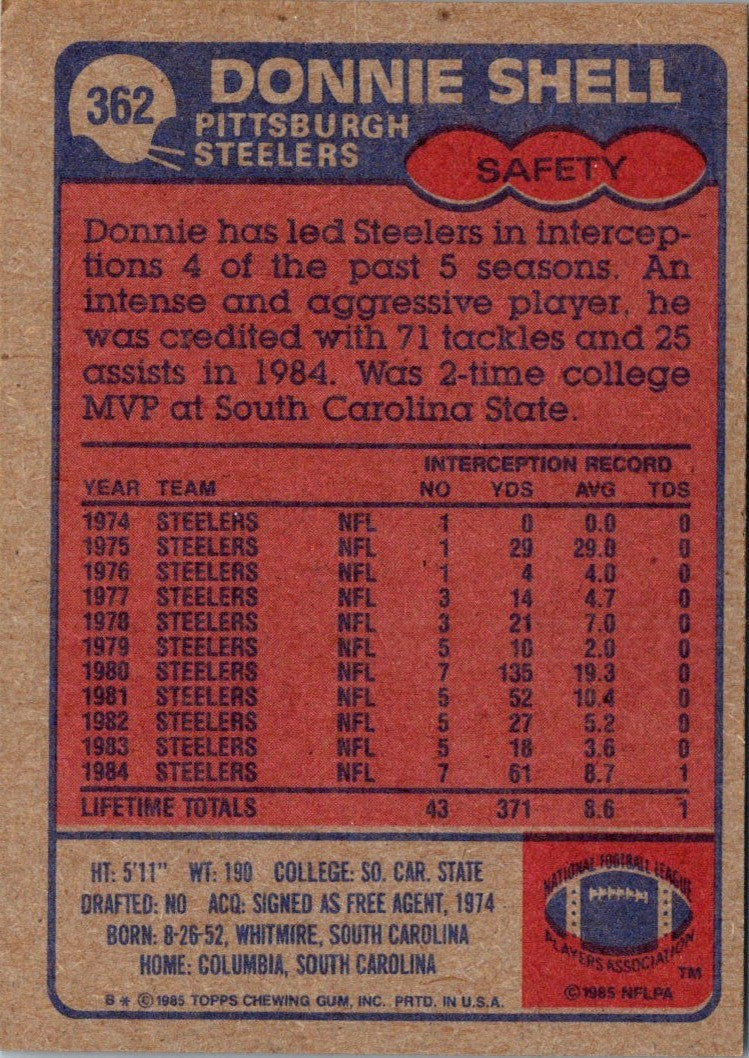 362
DONNIE SHELL
PITTSBURGH
STEELERS
SAFETY
Donnie has led Steelers in intercep-
tions 4 of the past 5 seasons. An
intense and aggressive player, he
was credited with 71 tackles and 25
assists in 1984. Was 2-time college
MVP at South Carolina State.
INTERCEPTION RECORD
YEAR TEAM NO YDS AVG TDS
1974 STEELERS NFL 1 0 0.0 0
1975 STEELERS NFL 1 29 29.0 0
1976 STEELERS NFL 1 4 4.0 0
1977 STEELERS NFL 3 14 4.7 0
1978 STEELERS NFL 3 21 7.0 0
1979 STEELERS NFL 5 10 2.0 0
1980 STEELERS NFL 7 135 19.3 0
1981 STEELERS NFL 5 52 10.4 0
1982 STEELERS NFL 5 27 5.2 0
1983 STEELERS NFL 5 18 3.6 0
1984 STEELERS NFL 7 61 8.7 1
LIFETIME TOTALS 43 371 8.6 1
HT: 5'11" WT: 190 COLLEGE: SO. CAR. STATE
DRAFTED: NO ACQ: SIGNED AS FREE AGENT, 1974
BORN: 8-26-52, WHITMIRE, SOUTH CAROLINA
HOME: COLUMBIA, SOUTH CAROLINA
B * © 1985 TOPPS CHEWING GUM, INC. PRTD. IN U.S.A.
NATIONAL FOOTBALL LEAGUE
PLAYERS ASSOCIATION
TM
© 1985 NFLPA